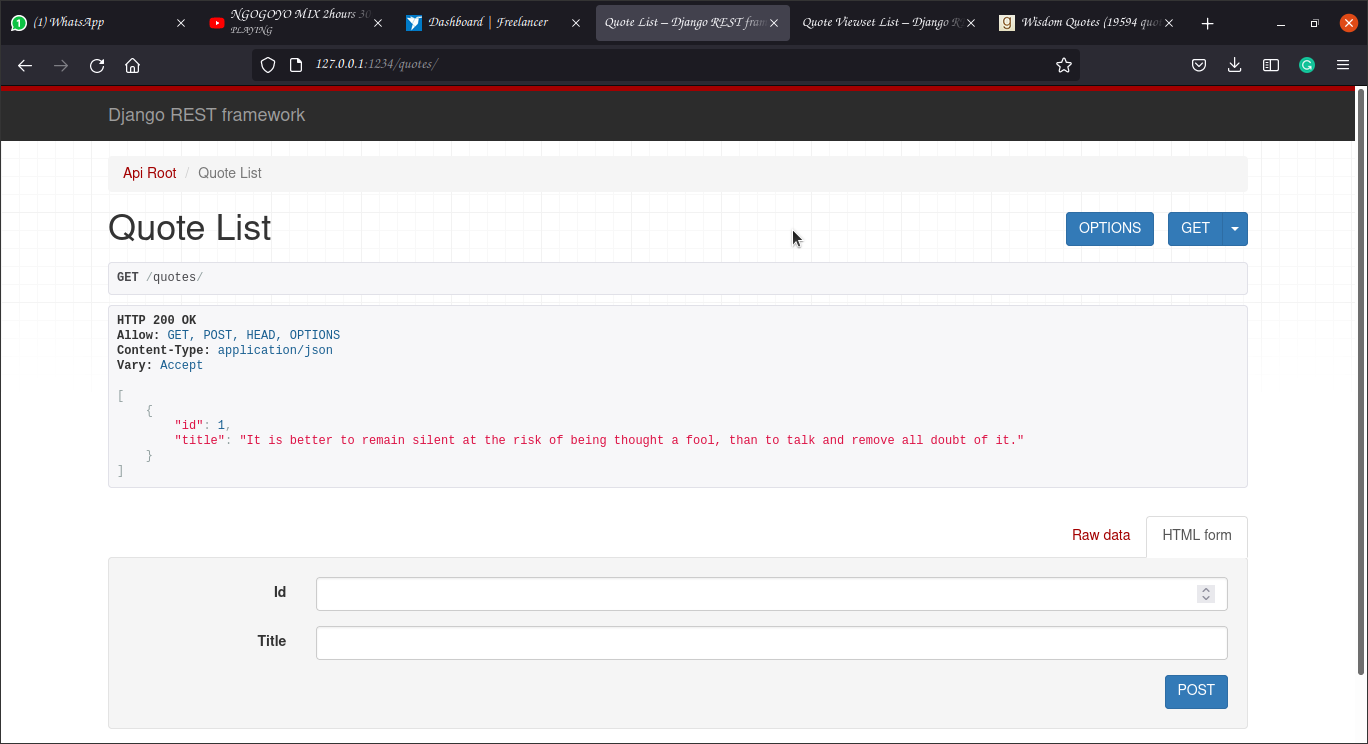 (1) WhatsApp
NGOGOYO MIX 2hours 30
PLAYING
Dashboard | Freelancer
Quote List – Django REST fram
Quote Viewset List – Django R
Wisdom Quotes (19594 quo
127.0.0.1:1234/quotes/
Django REST framework
Api Root / Quote List
Quote List
OPTIONS
GET
GET /quotes/
HTTP 200 OK
Allow: GET, POST, HEAD, OPTIONS
Content-Type: application/json
Vary: Accept
[
{
"id": 1,
"title": "It is better to remain silent at the risk of being thought a fool, than to talk and remove all doubt of it."
}
]
Raw data
HTML form
Id
Title
POST